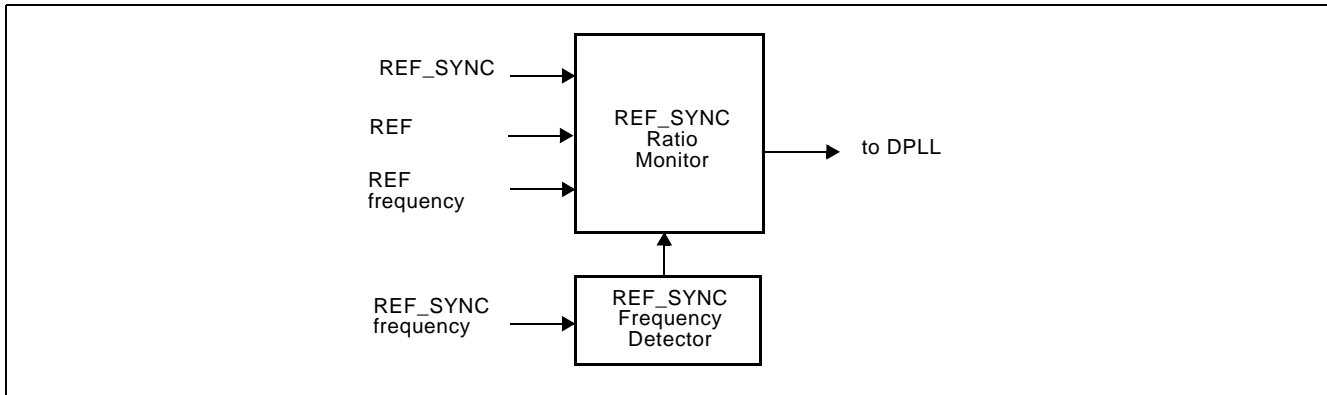 REF_SYNC
REF
REF
frequency
REF_SYNC
Ratio
Monitor
to DPLL
REF_SYNC
frequency
REF_SYNC
Frequency
Detector